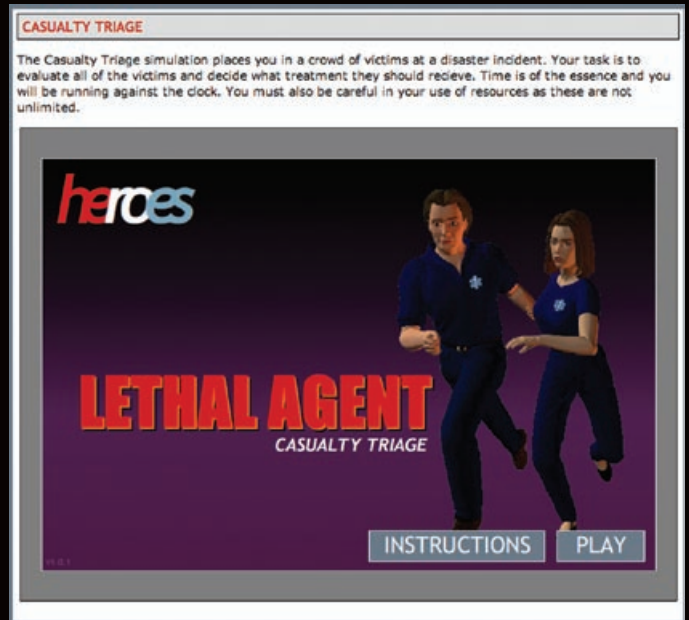 CASUALTY TRIAGE
The Casualty Triage simulation places you in a crowd of victims at a disaster incident. Your task is to
evaluate all of the victims and decide what treatment they should recieve. Time is of the essence and you
will be running against the clock. You must also be careful in your use of resources as these are not
unlimited.
heroes
LETHAL AGENT
CASUALTY TRIAGE
INSTRUCTIONS PLAY
V1.0.1